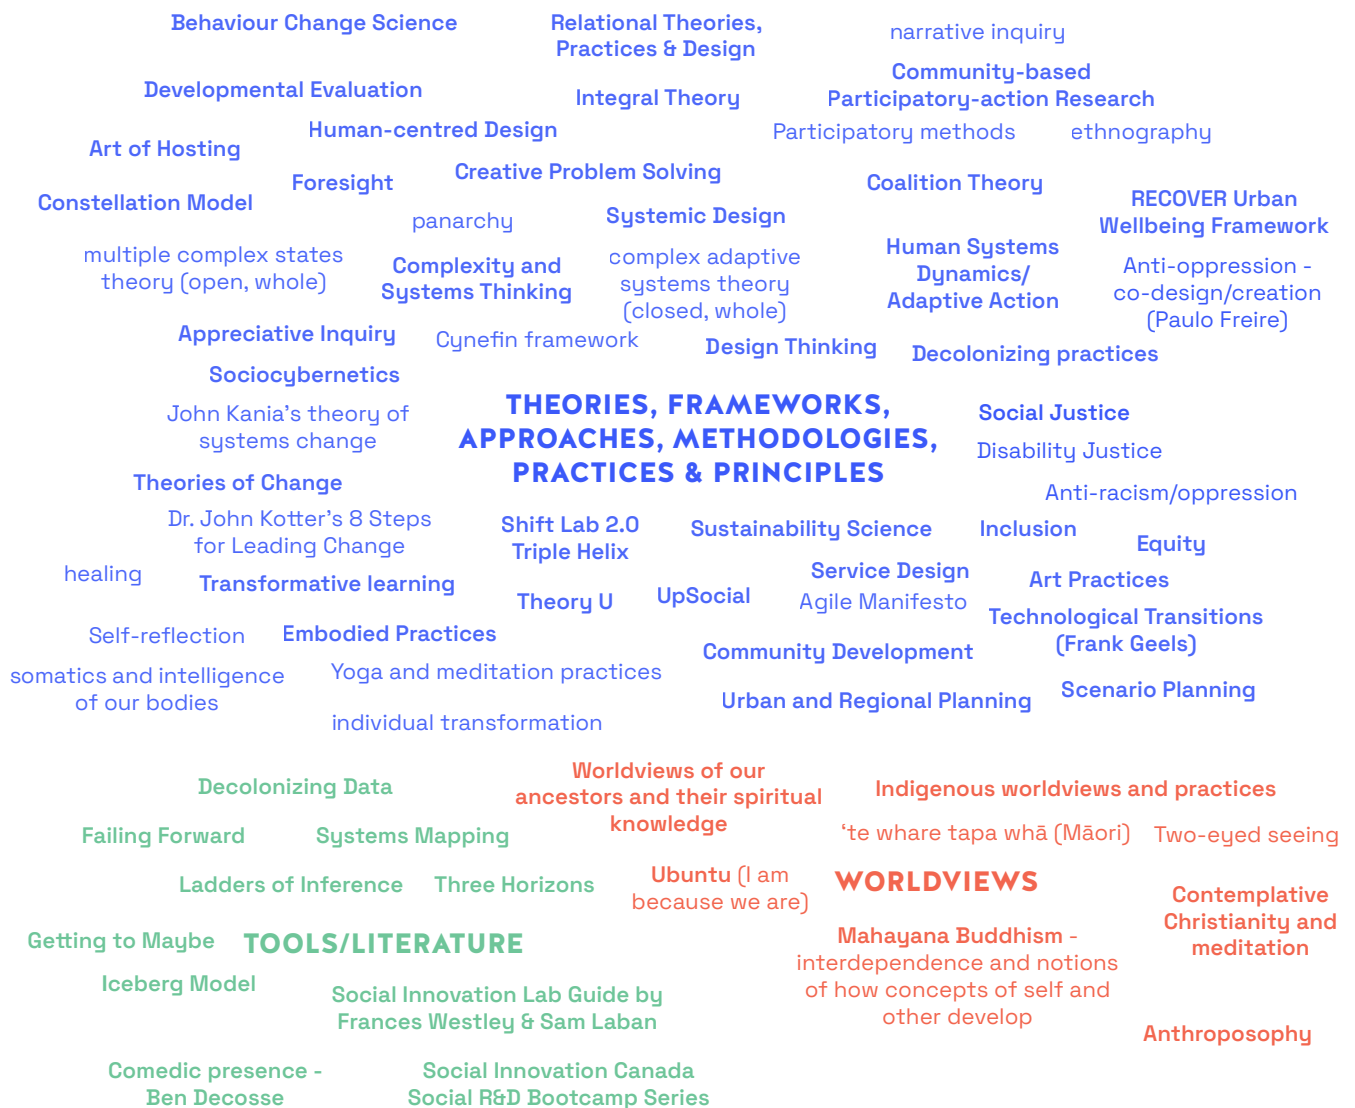 Behaviour Change Science
Relational Theories,
Practices & Design
narrative inquiry
Community-based
Participatory-action Research
Developmental Evaluation
Integral Theory
Human-centred Design
Participatory methods
ethnography
Art of Hosting
Creative Problem Solving
Foresight
Coalition Theory
Constellation Model
RECOVER Urban
Wellbeing Framework
panarchy
Systemic Design
multiple complex states
theory (open, whole)
Complexity and
Systems Thinking
complex adaptive
systems theory
(closed, whole)
Human Systems
Dynamics/
Adaptive Action
Anti-oppression -
co-design/creation
(Paulo Freire)
Appreciative Inquiry
Cynefin framework
Design Thinking
Decolonizing practices
Sociocybernetics
John Kania's theory of
systems change
THEORIES, FRAMEWORKS,
APPROACHES, METHODOLOGIES,
PRACTICES & PRINCIPLES
Social Justice
Disability Justice
Theories of Change
Anti-racism/oppression
Dr. John Kotter's 8 Steps
for Leading Change
Shift Lab 2.0
Triple Helix
Sustainability Science
Inclusion
Equity
healing
Transformative learning
Service Design
Agile Manifesto
Art Practices
Theory U
UpSocial
Technological Transitions
(Frank Geels)
Self-reflection
Embodied Practices
Community Development
somatics and intelligence
of our bodies
Yoga and meditation practices
Urban and Regional Planning
Scenario Planning
individual transformation
Decolonizing Data
Worldviews of our
ancestors and their spiritual
knowledge
Indigenous worldviews and practices
Failing Forward
Systems Mapping
‘te whare tapa whā (Māori)
Two-eyed seeing
Ladders of Inference
Three Horizons
Ubuntu (I am
because we are)
WORLDVIEWS
Contemplative
Christianity and
meditation
Getting to Maybe
TOOLS/LITERATURE
Mahayana Buddhism -
interdependence and notions
of how concepts of self and
other develop
Iceberg Model
Social Innovation Lab Guide by
Frances Westley & Sam Laban
Anthroposophy
Comedic presence -
Ben Decosse
Social Innovation Canada
Social R&D Bootcamp Series